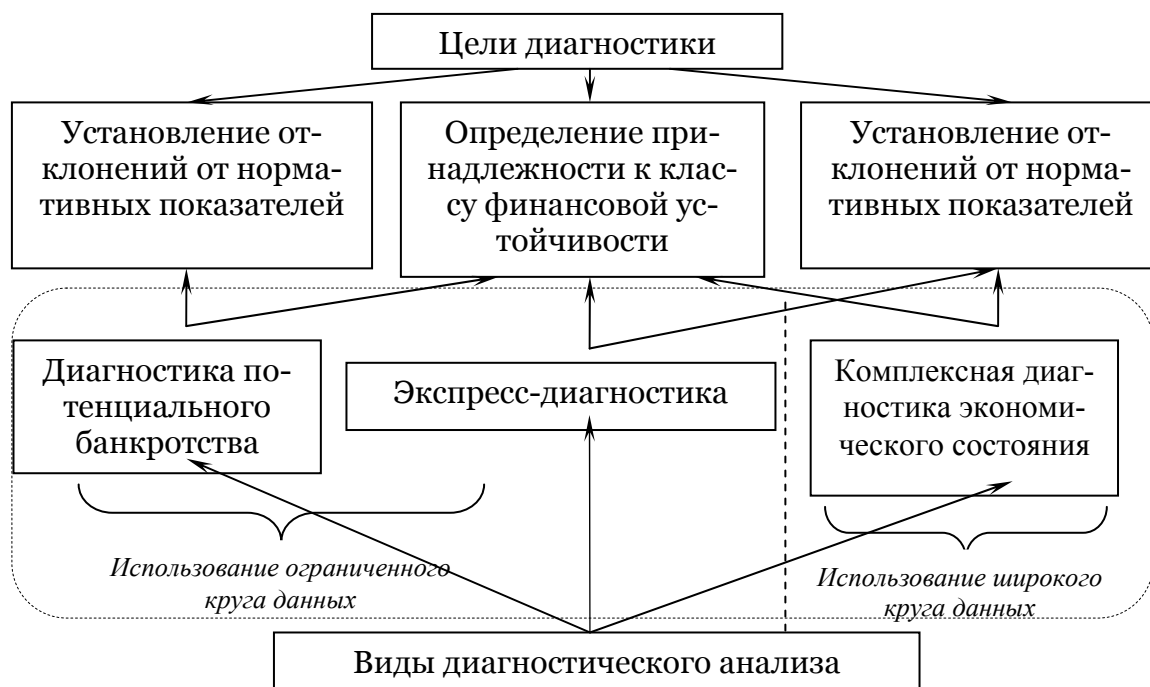 Цели диагностики
Установление от-
клонений от норма-
тивных показателей
Определение при-
надлежности к клас-
су финансовой ус-
тойчивости
Установление от-
клонений от норма-
тивных показателей
Диагностика по-
тенциального
банкротства
Экспресс-диагностика
Комплексная диаг-
ностика экономи-
ческого состояния
Использование ограниченного
круга данных
Использование широкого
круга данных
Виды диагностического анализа